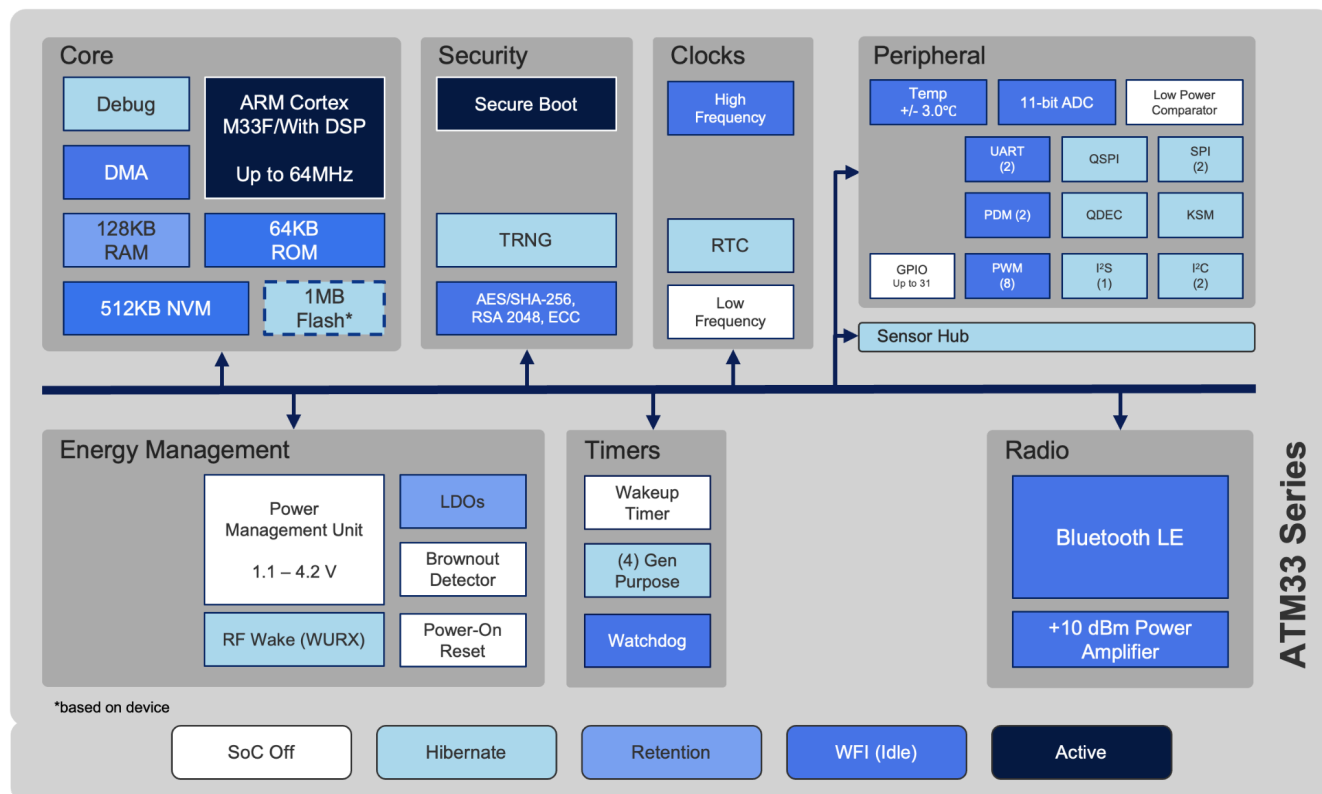 Core
Debug
ARM Cortex
M33F/With DSP
Up to 64MHz
DMA
128KB
RAM
64KB
ROM
512KB NVM
1MB
Flash*
Security
Secure Boot
TRNG
AES/SHA-256,
RSA 2048, ECC
Clocks
High
Frequency
RTC
Low
Frequency
Peripheral
Temp
+/- 3.0℃
11-bit ADC
Low Power
Comparator
UART
(2)
QSPI
SPI
(2)
PDM (2)
QDEC
KSM
GPIO
Up to 31
PWM
(8)
I²S
(1)
I²C
(2)
Sensor Hub
Energy Management
Power
Management Unit
1.1 – 4.2 V
LDOs
Brownout
Detector
RF Wake (WURX)
Power-On
Reset
Timers
Wakeup
Timer
(4) Gen
Purpose
Watchdog
Radio
Bluetooth LE
+10 dBm Power
Amplifier
ATM33 Series
*based on device
SoC Off
Hibernate
Retention
WFI (Idle)
Active